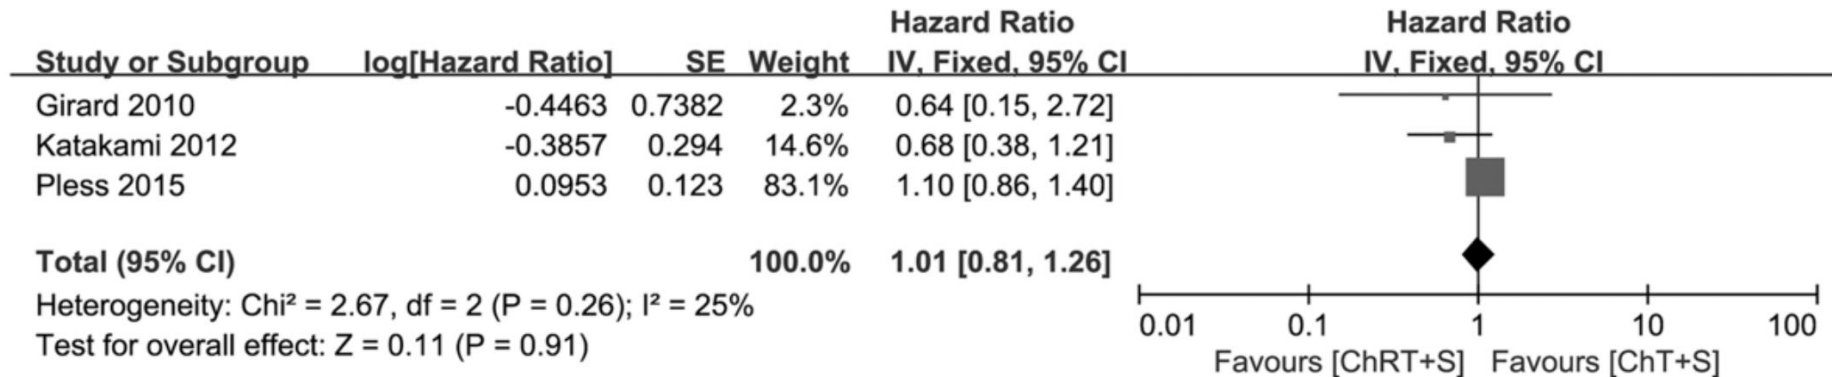 Hazard Ratio Hazard Ratio
Study or Subgroup log[Hazard Ratio] SE Weight IV, Fixed, 95% CI IV, Fixed, 95% CI
Girard 2010 -0.4463 0.7382 2.3% 0.64 [0.15, 2.72]
Katakami 2012 -0.3857 0.294 14.6% 0.68 [0.38, 1.21]
Pless 2015 0.0953 0.123 83.1% 1.10 [0.86, 1.40]
Total (95% CI) 100.0% 1.01 [0.81, 1.26]
Heterogeneity: Chi² = 2.67, df = 2 (P = 0.26); I² = 25%
Test for overall effect: Z = 0.11 (P = 0.91)
0.01 0.1 1 10 100
Favours [ChRT+S] Favours [ChT+S]